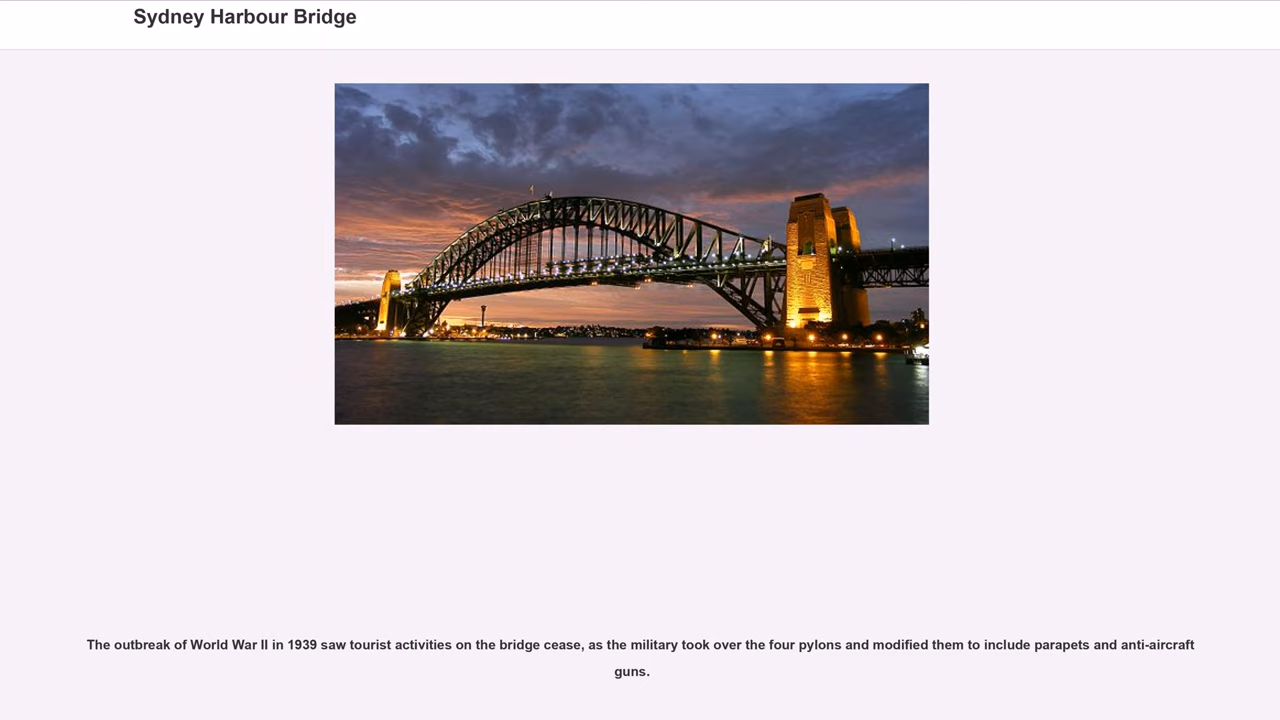 Sydney Harbour Bridge
The outbreak of World War II in 1939 saw tourist activities on the bridge cease, as the military took over the four pylons and modified them to include parapets and anti-aircraft
guns.